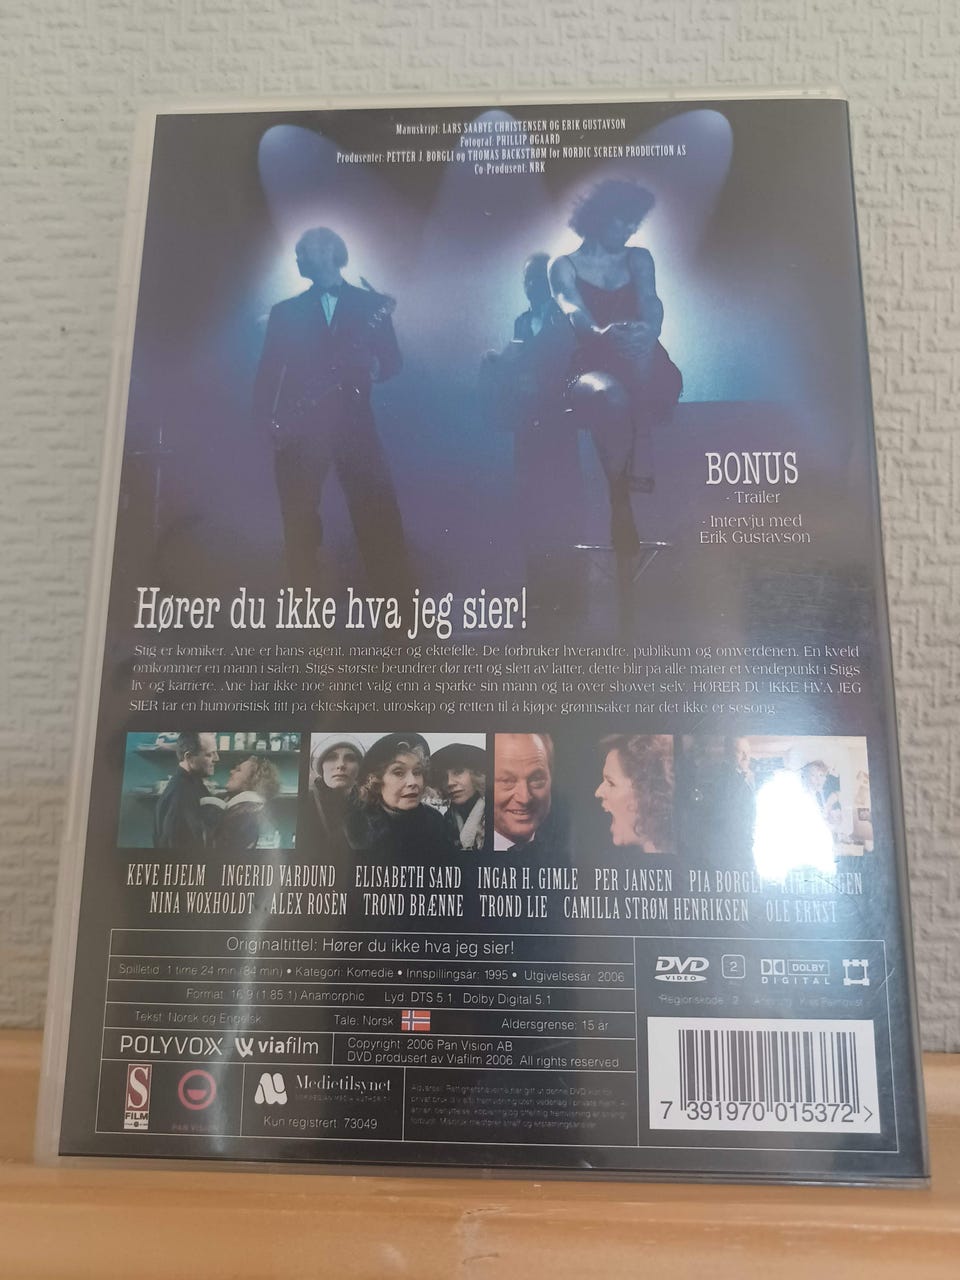 Manuskript: LARS SAABYE CHRISTENSEN OG ERIK GUSTAVSON
Fotograf: PHILLIP ØGAARD
Produsenter: PETTER J. BORGLI og THOMAS BACKSTRØM for NORDIC SCREEN PRODUCTION AS
Co-Produsent: NRK
BONUS
- Trailer
- Intervju med
Erik Gustavson
Hører du ikke hva jeg sier!
Stig er komiker. Ane er hans agent, manager og ektefelle. De forbruker hverandre, publikum og omverdenen. En kveld
omkommer en mann i salen. Stigs største beundrer dør rett og slett av latter, dette blir på alle måter et vendepunkt i Stigs
liv og karriere. Ane har ikke noe annet valg enn å sparke sin mann og ta over showet selv. HØRER DU IKKE HVA JEG
SIER tar en humoristisk titt på ekteskapet, utroskap og retten til å kjøpe grønnsaker når det ikke er sesong.
KEVE HJELM INGERID VARDUND ELISABETH SAND INGAR H. GIMLE PER JANSEN PIA BORGLI KIM HAUGEN
NINA WOXHOLDT ALEX ROSÈN TROND BRÆNNE TROND LIE CAMILLA STRØM HENRIKSEN OLE ERNST
Originaltittel: Hører du ikke hva jeg sier!
Spilletid: 1 time 24 min (84 min) • Kategori: Komedie • Innspillingsår: 1995 • Utgivelsesår: 2006
Format: 16:9 (1.85:1) Anamorphic Lyd: DTS 5.1, Dolby Digital 5.1
Tekst: Norsk og Engelsk Tale: Norsk Aldersgrense: 15 år
POLYVOX viafilm
Copyright: 2006 Pan Vision AB
DVD produsert av Viafilm 2006. All rights reserved
S
FILM
PAN VISION
Medietilsynet
NORWEGIAN MEDIA AUTHORITY
Kun registrert: 73049
DVD
VIDEO
2
DOLBY
DIGITAL
Regionskode: 2
7 391970 015372 >